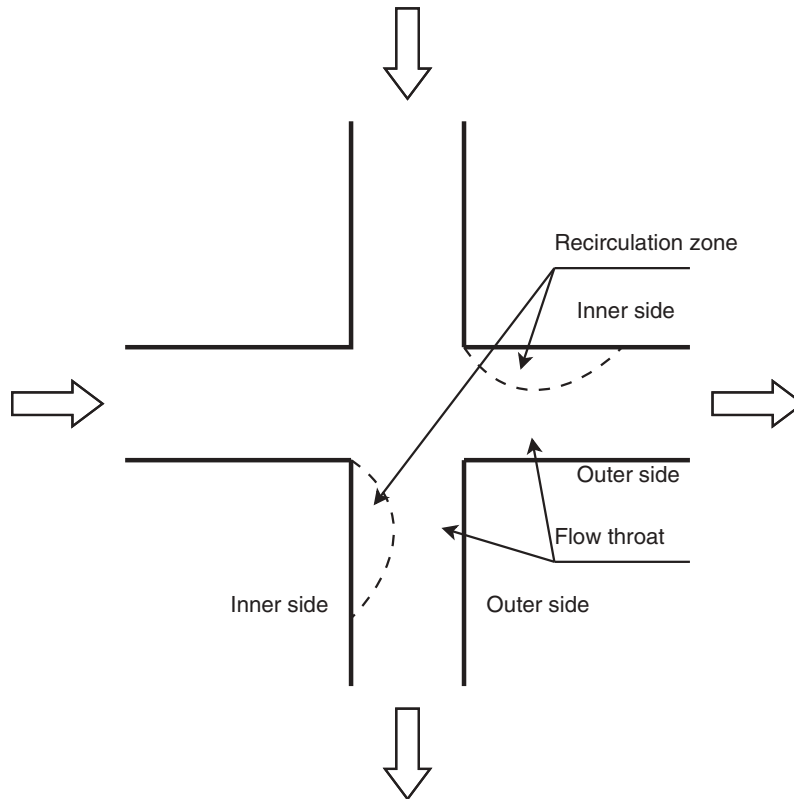 Recirculation zone
Inner side
Outer side
Flow throat
Inner side
Outer side